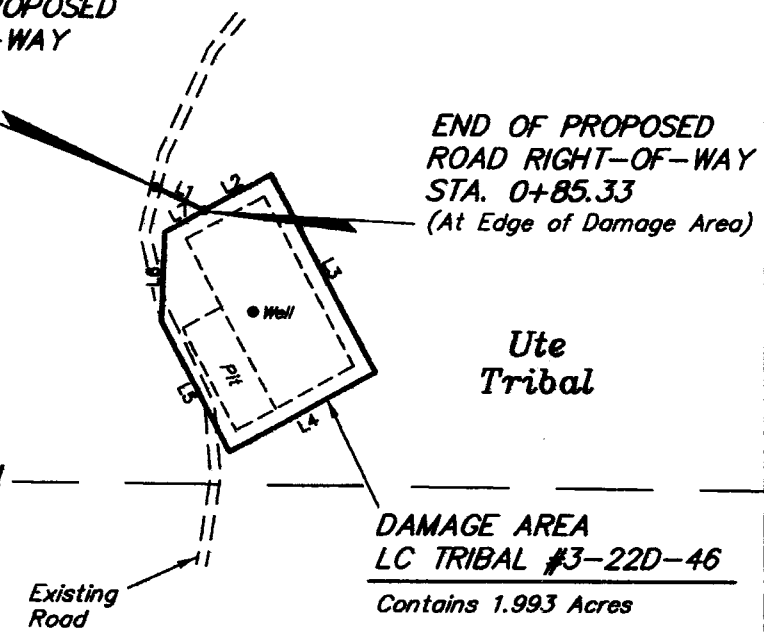 OPOSED
-WAY
END OF PROPOSED
ROAD RIGHT-OF-WAY
STA. 0+85.33
(At Edge of Damage Area)
L1
L2
L3
L6
Well
Pit
L5
L4
Ute
Tribal
DAMAGE AREA
LC TRIBAL #3-22D-46
Contains 1.993 Acres
Existing
Road